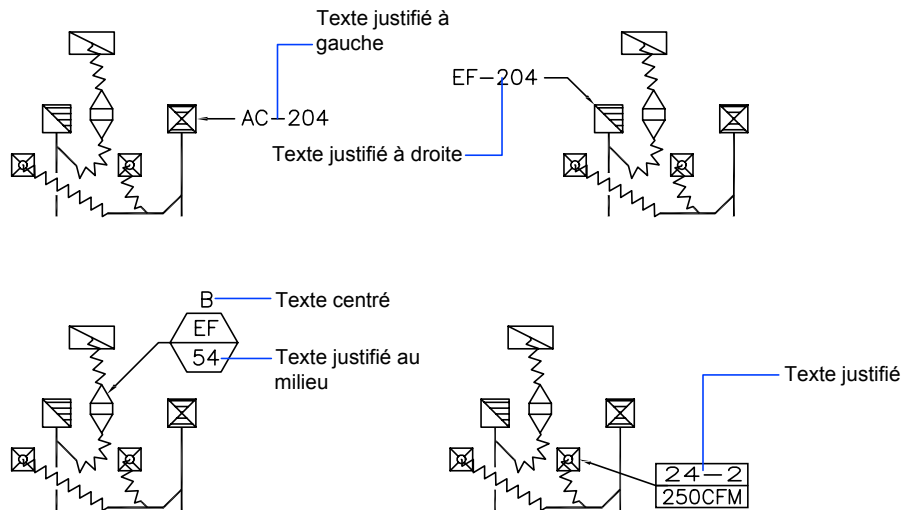 Texte justifié à
gauche
AC-204
EF-204
Texte justifié à droite
B
EF
54
Texte centré
Texte justifié au
milieu
Texte justifié
24-2
250CFM